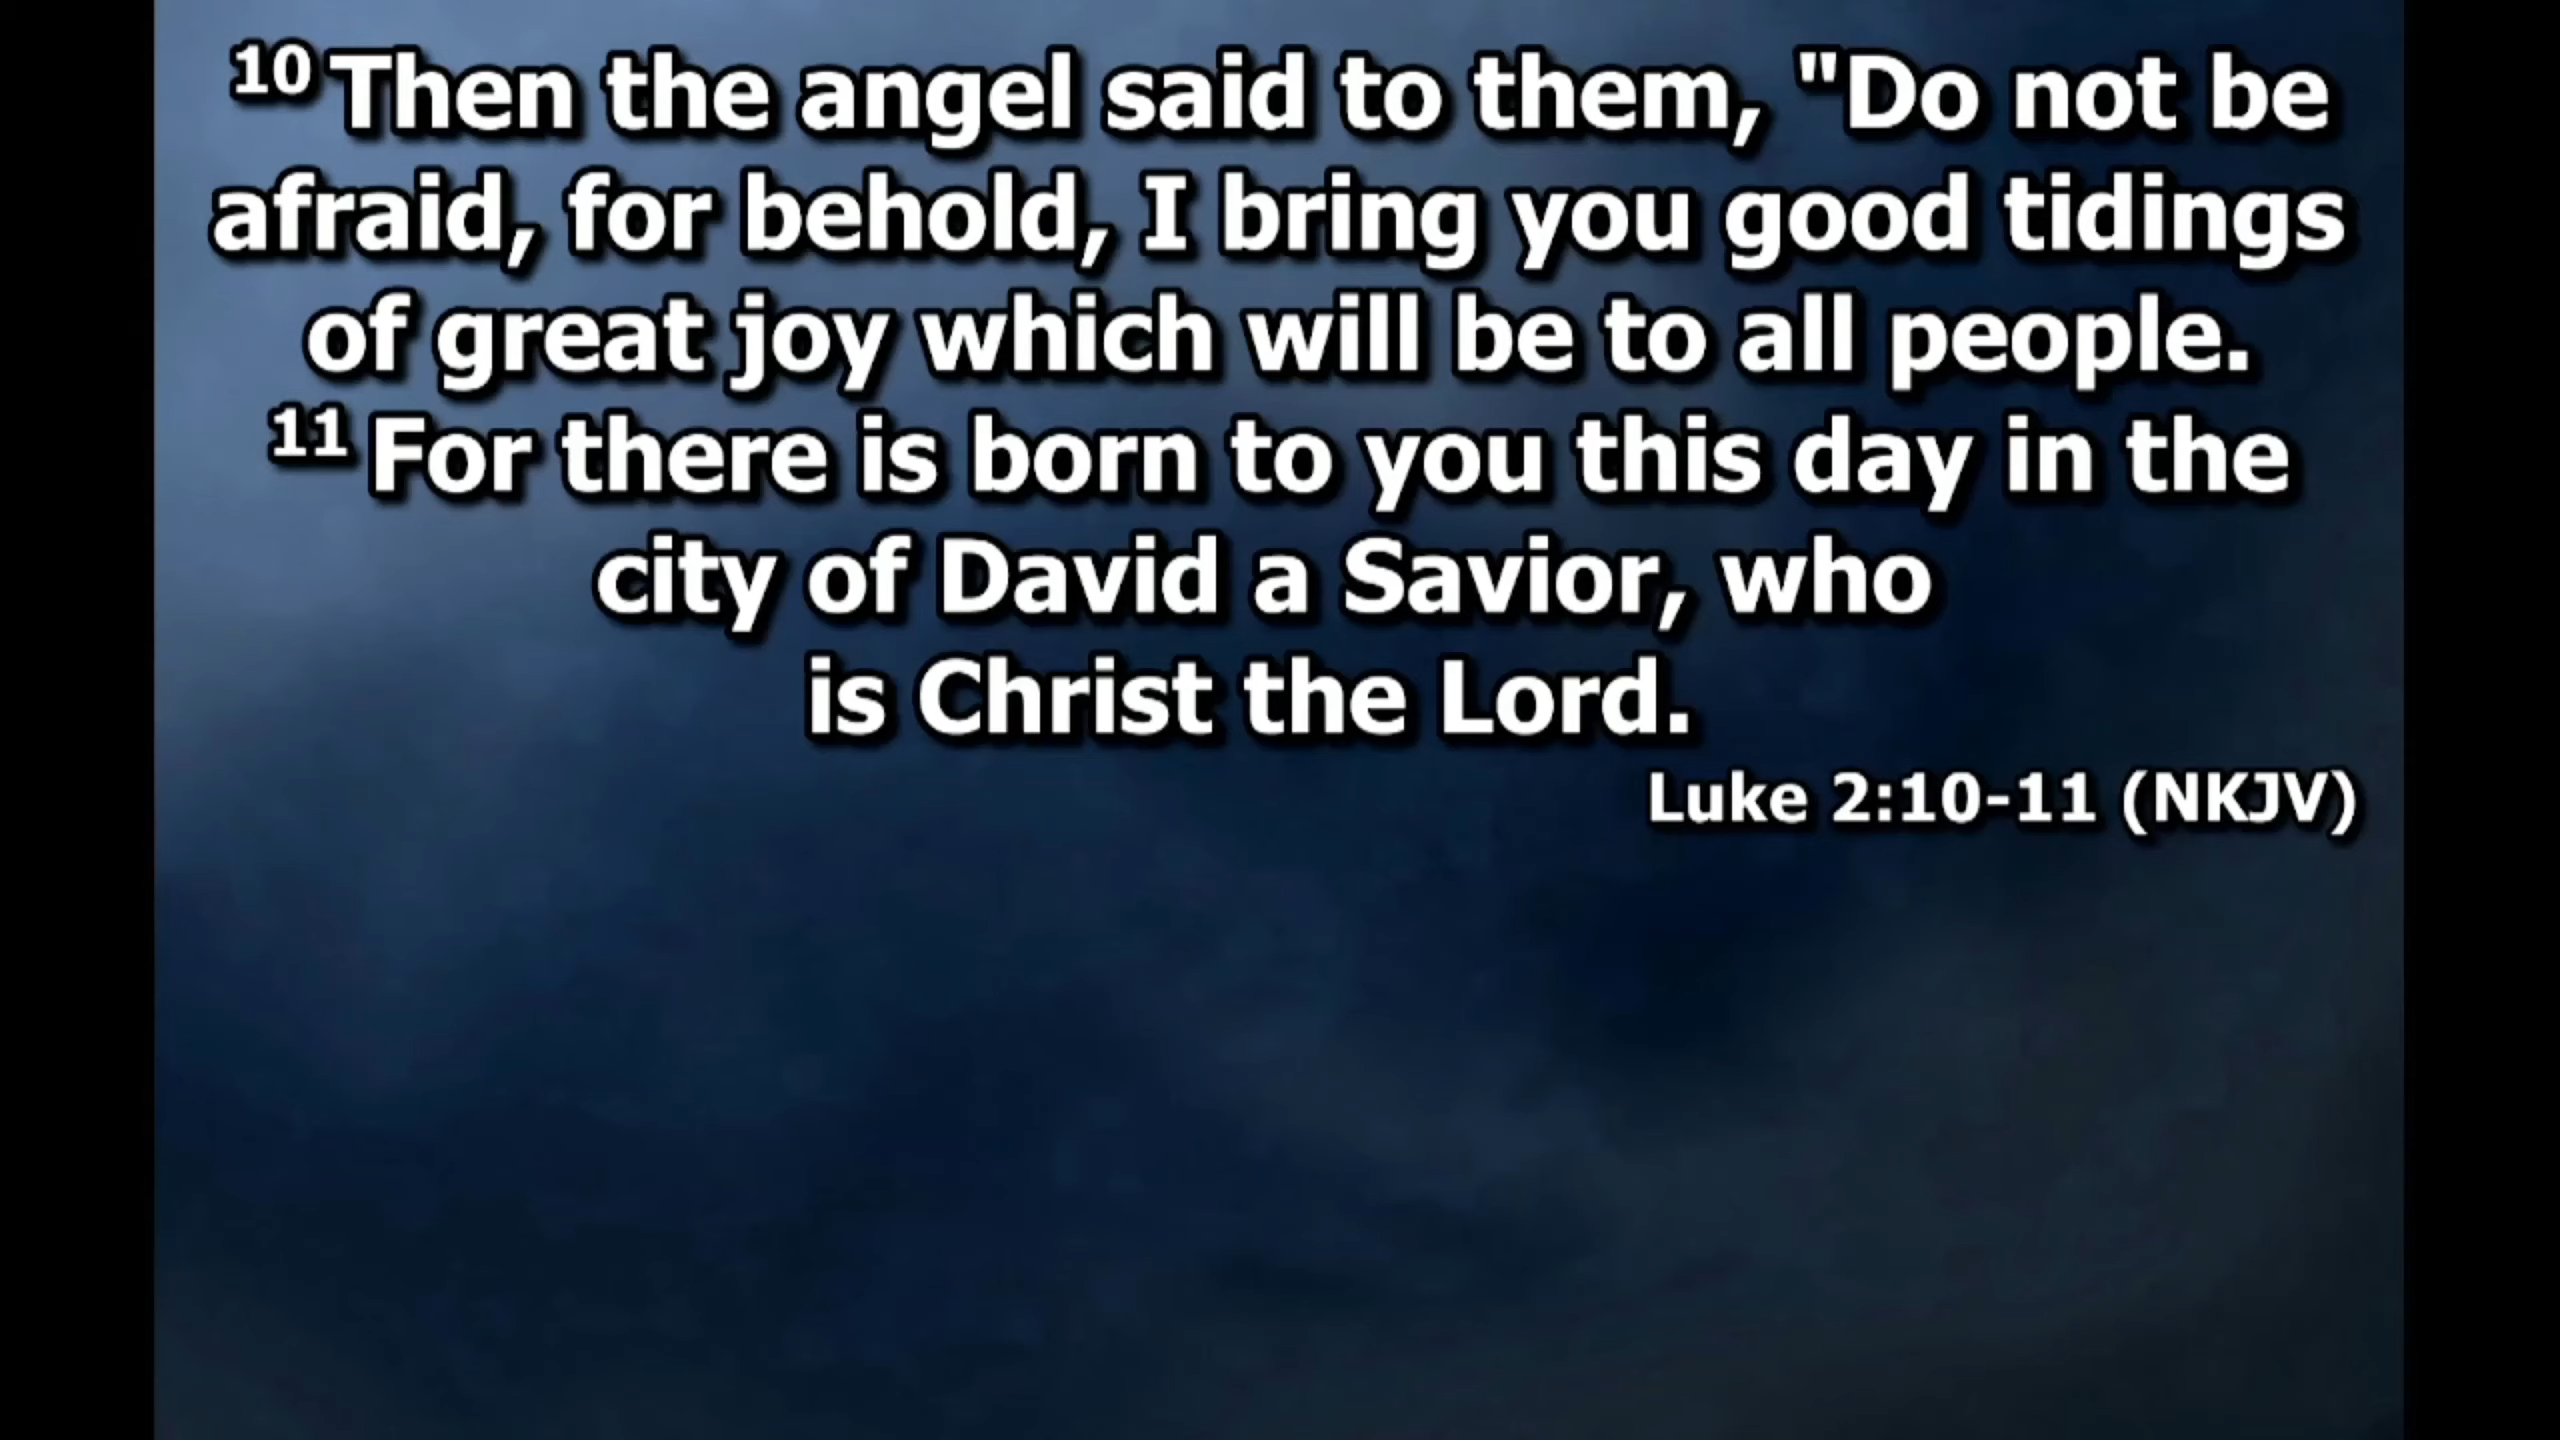 10 Then the angel said to them, "Do not be
afraid, for behold, I bring you good tidings
of great joy which will be to all people.
11 For there is born to you this day in the
city of David a Savior, who
is Christ the Lord.
Luke 2:10-11 (NKJV)